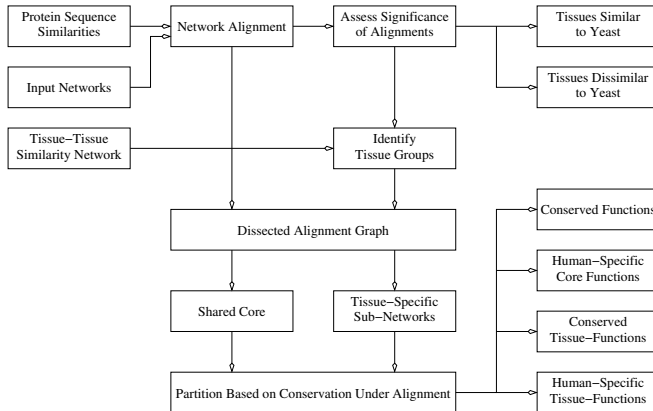 Protein Sequence
Similarities
Network Alignment
Assess Significance
of Alignments
Tissues Similar
to Yeast
Input Networks
Tissues Dissimilar
to Yeast
Tissue−Tissue
Similarity Network
Identify
Tissue Groups
Dissected Alignment Graph
Conserved Functions
Human−Specific
Core Functions
Shared Core
Tissue−Specific
Sub−Networks
Conserved
Tissue−Functions
Partition Based on Conservation Under Alignment
Human−Specific
Tissue−Functions